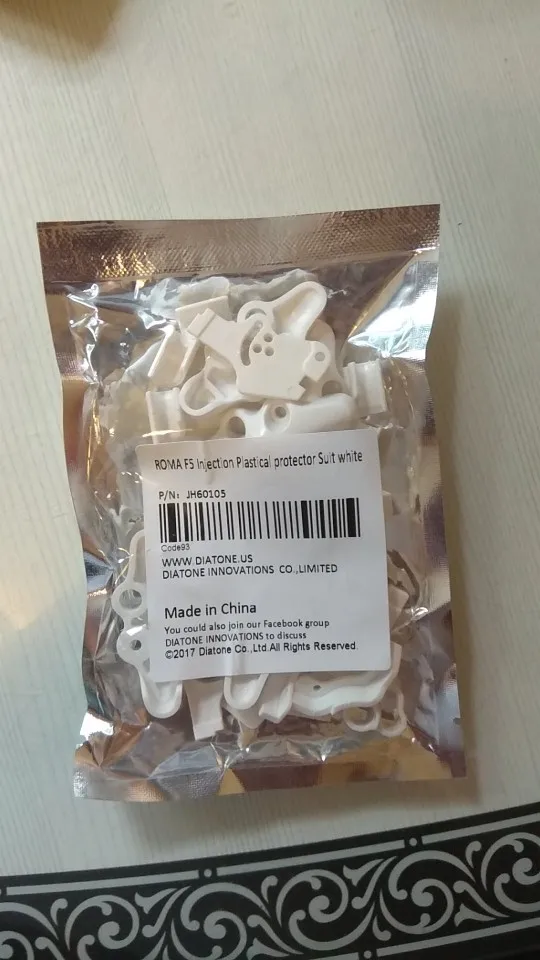 ROMA F5 Injection Plastical protector Suit white
P/N: JH60105
Code93
WWW.DIATONE.US
DIATONE INNOVATIONS CO.,LIMITED
Made in China
You could also join our Facebook group
DIATONE INNOVATIONS to discuss
©2017 Diatone Co.,Ltd.All Rights Reserved.